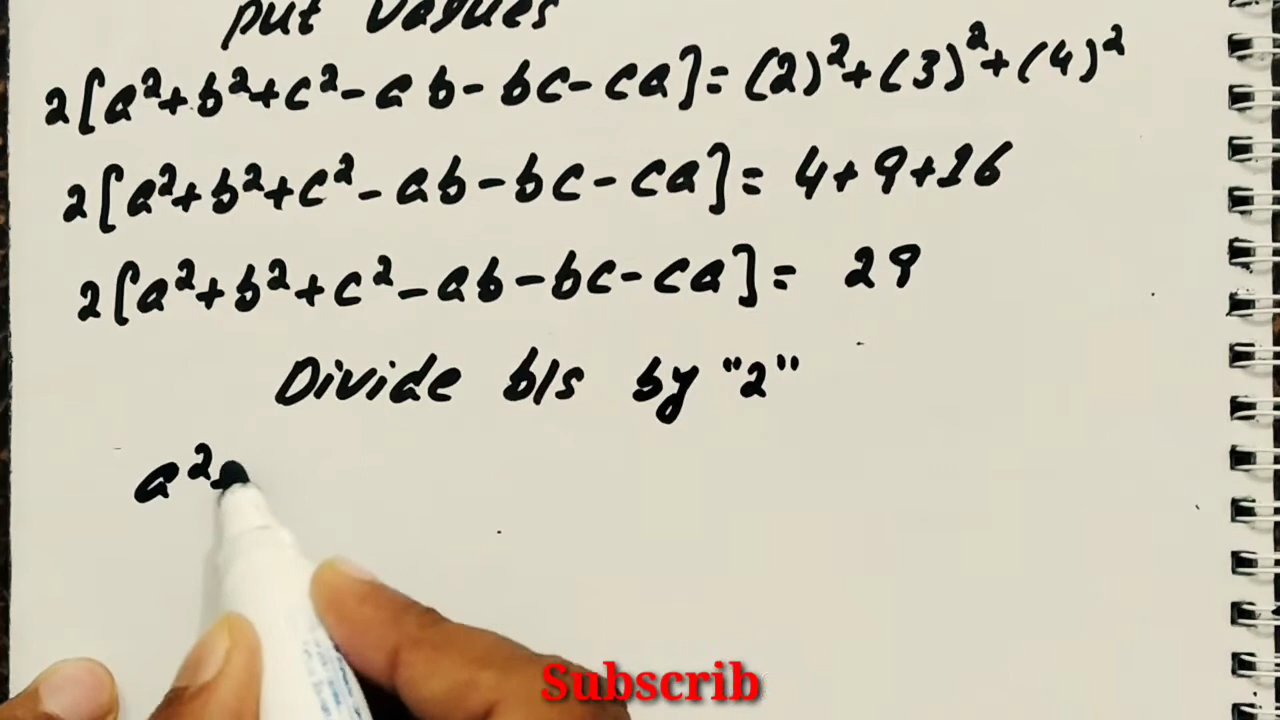 put values
2[a²+b²+c²-ab-bc-ca]=(2)²+(3)²+(4)²
2[a²+b²+c²-ab-bc-ca]= 4+9+16
2[a²+b²+c²-ab-bc-ca]= 29
Divide b/s by "2"
a²+
Subscrib